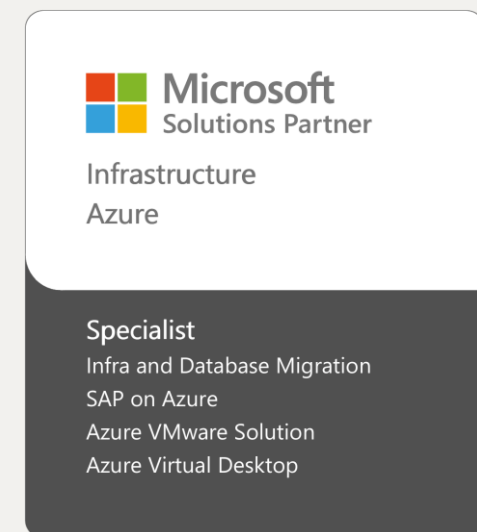 Microsoft
Solutions Partner
Infrastructure
Azure
Specialist
Infra and Database Migration
SAP on Azure
Azure VMware Solution
Azure Virtual Desktop